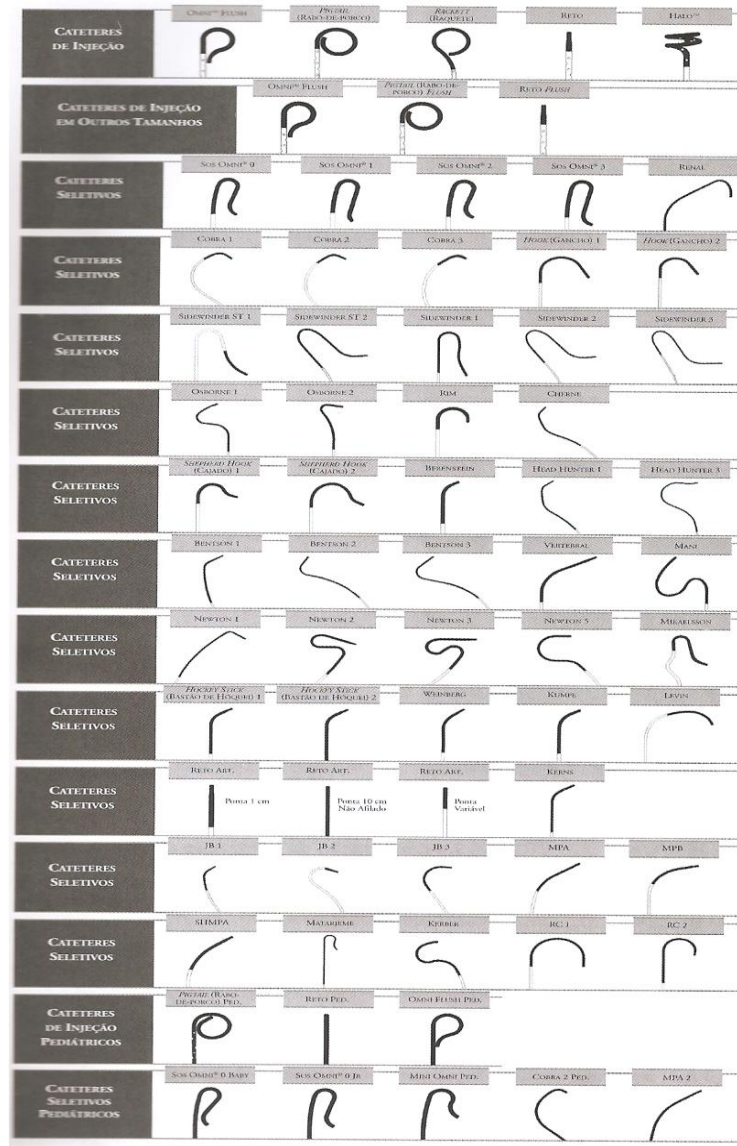 CATETERES
DE INJEÇÃO
OMNI™ FLUSH
PIGTAIL
(RABO-DE-PORCO)
RACKETT
(RAQUETE)
RETO
HALO™
CATETERES DE INJEÇÃO
EM OUTROS TAMANHOS
OMNI™ FLUSH
PIGTAIL (RABO-DE-
PORCO) FLUSH
RETO FLUSH
CATETERES
SELETIVOS
SOS OMNI® 0
SOS OMNI® 1
SOS OMNI® 2
SOS OMNI® 3
RENAL
CATETERES
SELETIVOS
COBRA 1
COBRA 2
COBRA 3
HOOK (GANCHO) 1
HOOK (GANCHO) 2
CATETERES
SELETIVOS
SIDEWINDER ST 1
SIDEWINDER ST 2
SIDEWINDER 1
SIDEWINDER 2
SIDEWINDER 3
CATETERES
SELETIVOS
OSBORNE 1
OSBORNE 2
RIM
CHERNE
CATETERES
SELETIVOS
SHEPHERD HOOK
(CAJADO) 1
SHEPHERD HOOK
(CAJADO) 2
BERENSEEIN
HEAD HUNTER 1
HEAD HUNTER 3
CATETERES
SELETIVOS
BENTSON 1
BENTSON 2
BENTSON 3
VERTEBRAL
MANI
CATETERES
SELETIVOS
NEWTON 1
NEWTON 2
NEWTON 3
NEWTON 5
MIKAELSSON
CATETERES
SELETIVOS
HOCKEY STICK
(BASTÃO DE HÓQUEI) 1
HOCKEY STICK
(BASTÃO DE HÓQUEI) 2
WEINBERG
KUMPE
LEVIN
CATETERES
SELETIVOS
RETO ART.
Ponta 1 cm
RETO ART.
Ponta 10 cm
Não Afilado
RETO ART.
Ponta
Variável
KERNS
CATETERES
SELETIVOS
JB 1
JB 2
JB 3
MPA
MPB
CATETERES
SELETIVOS
SHMPA
KERBER
RC 1
RC 2
CATETERES
DE INJEÇÃO
PEDIÁTRICOS
PIGTAIL (RABO-
DE-PORCO) PED.
RETO PED.
OMNI FLUSH PED.
CATETERES
SELETIVOS
PEDIÁTRICOS
SOS OMNI® 0 BABY
SOS OMNI® 0 JR
MINI OMNI PED.
COBRA 2 PED.
MPA 2